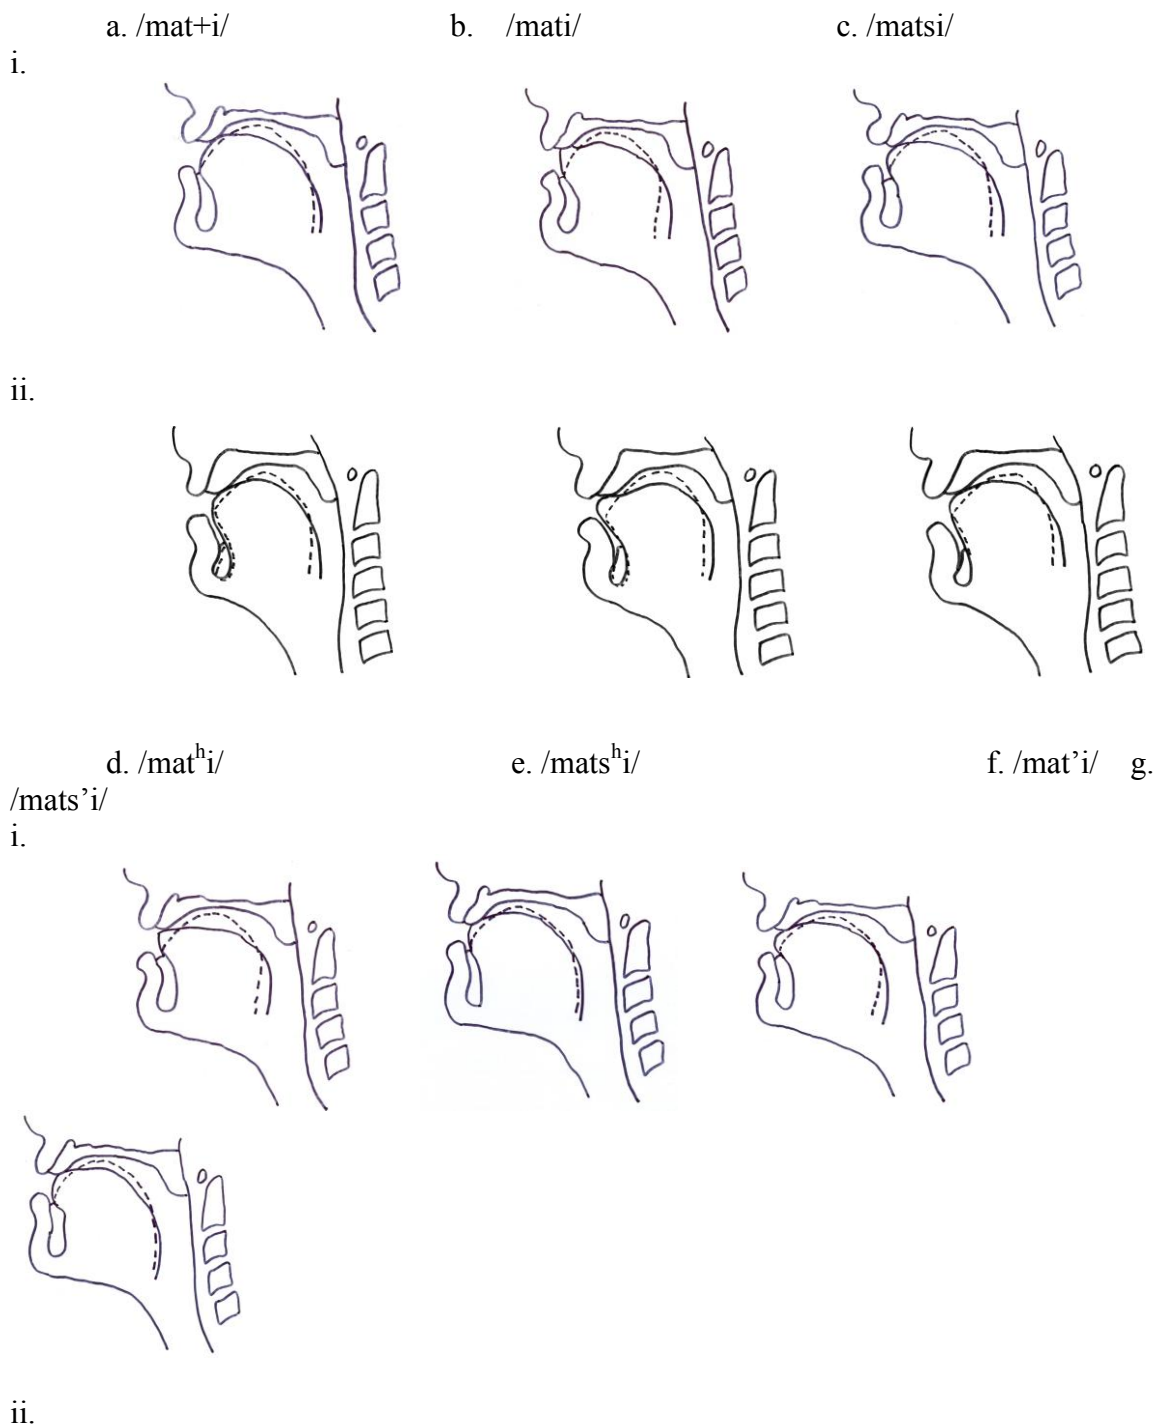 a. /mat+i/ b. /mati/ c. /matsi/
i.
ii.
d. /matʰi/ e. /matsʰi/ f. /mat’i/ g.
/mats’i/
i.
ii.